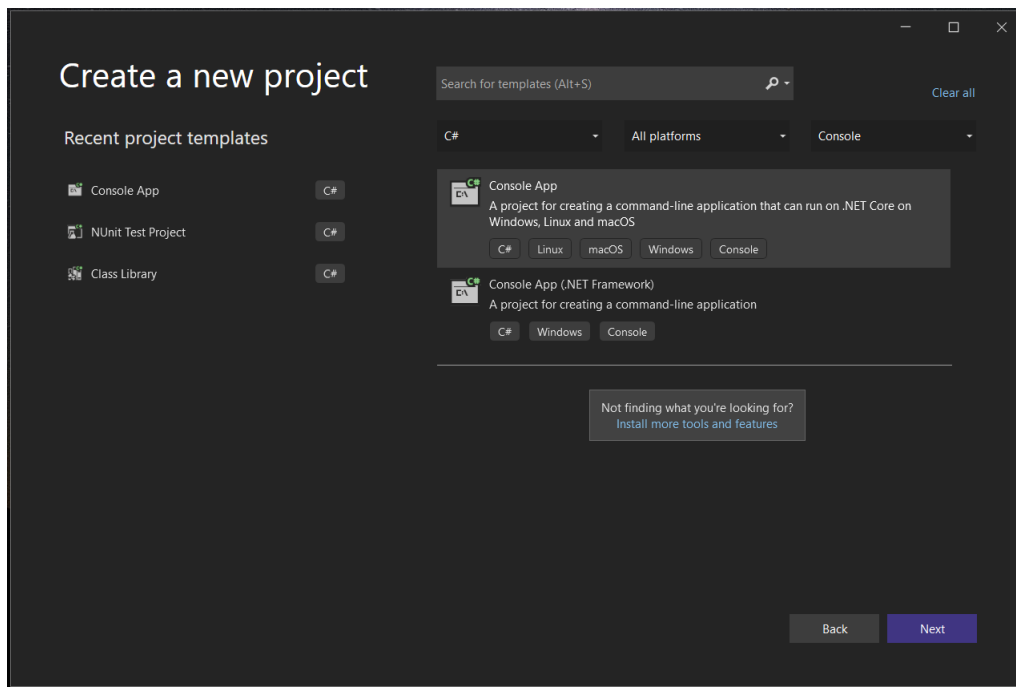 Create a new project
Search for templates (Alt+S)
Clear all
Recent project templates
C#
All platforms
Console
Console App
C#
NUnit Test Project
C#
Class Library
C#
C#
Console App
A project for creating a command-line application that can run on .NET Core on
Windows, Linux and macOS
C# Linux macOS Windows Console
C#
Console App (.NET Framework)
A project for creating a command-line application
C# Windows Console
Not finding what you're looking for?
Install more tools and features
Back
Next